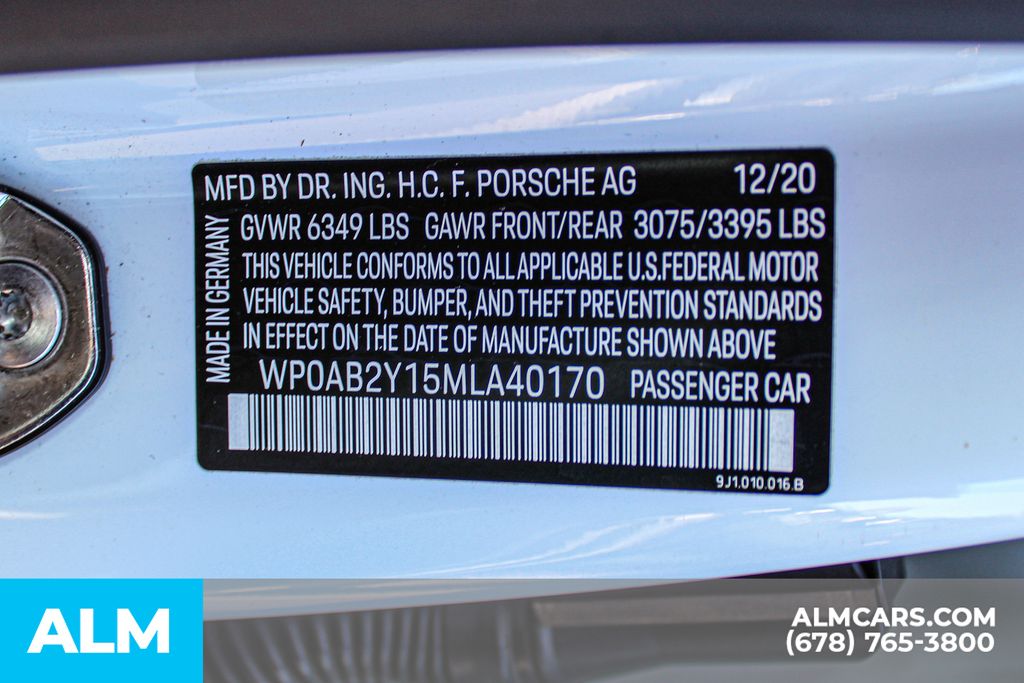 MFD BY DR. ING. H.C. F. PORSCHE AG 12/20
MADE IN GERMANY
GVWR 6349 LBS GAWR FRONT/REAR 3075/3395 LBS
THIS VEHICLE CONFORMS TO ALL APPLICABLE U.S.FEDERAL MOTOR
VEHICLE SAFETY, BUMPER, AND THEFT PREVENTION STANDARDS
IN EFFECT ON THE DATE OF MANUFACTURE SHOWN ABOVE
WP0AB2Y15MLA40170 PASSENGER CAR
9J1.010.016.B
ALM
ALMCARS.COM
(678) 765-3800